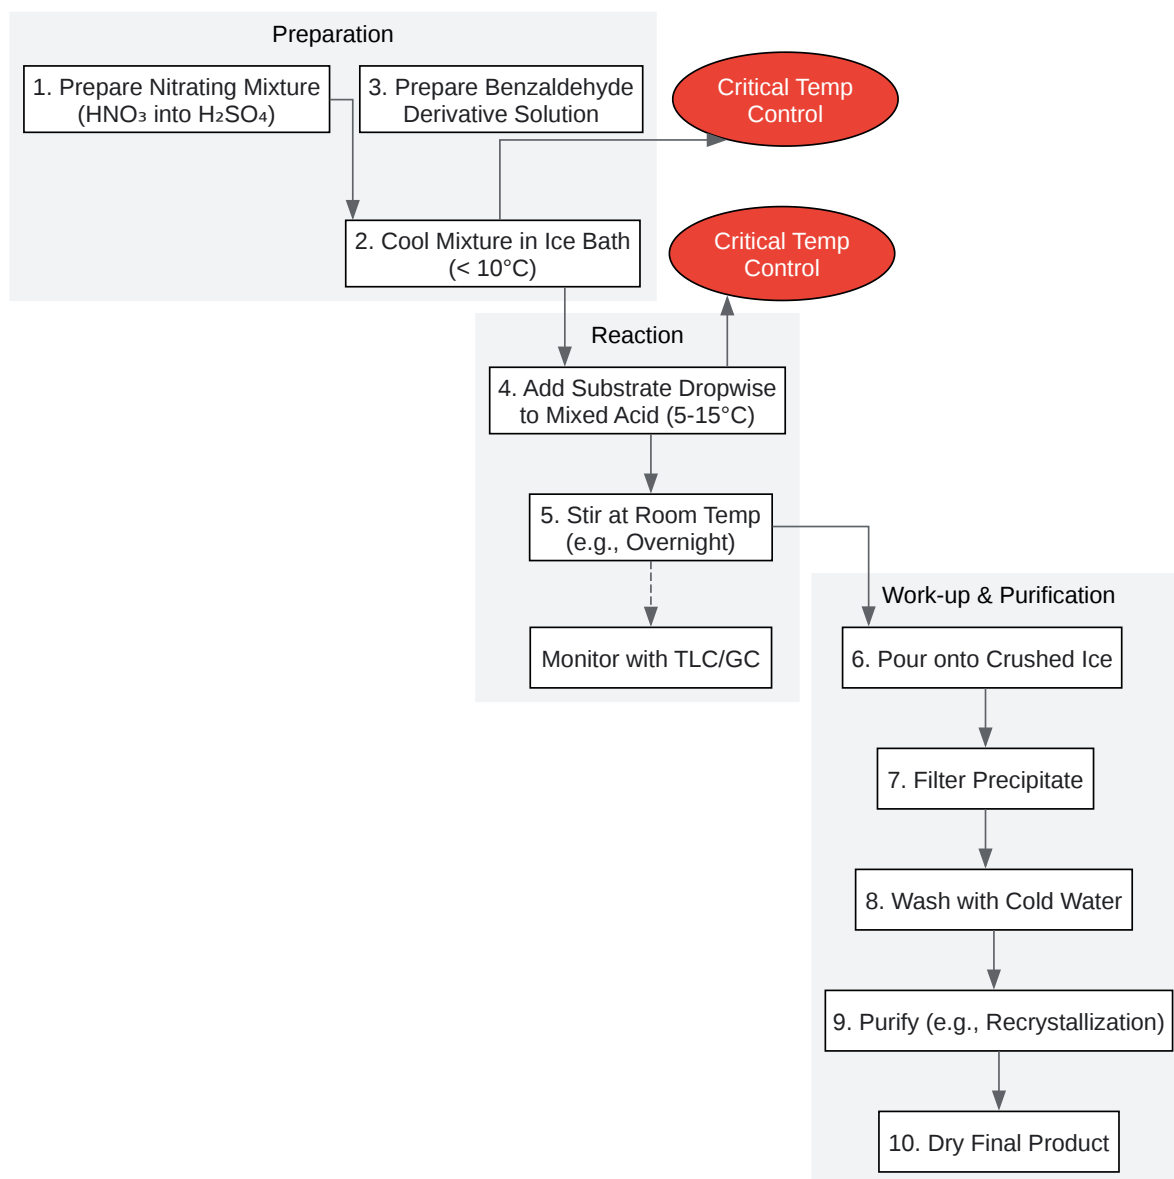 Preparation
1. Prepare Nitrating Mixture
(HNO₃ into H₂SO₄)
3. Prepare Benzaldehyde
Derivative Solution
Critical Temp
Control
2. Cool Mixture in Ice Bath
(< 10°C)
Critical Temp
Control
Reaction
4. Add Substrate Dropwise
to Mixed Acid (5-15°C)
5. Stir at Room Temp
(e.g., Overnight)
Monitor with TLC/GC
Work-up & Purification
6. Pour onto Crushed Ice
7. Filter Precipitate
8. Wash with Cold Water
9. Purify (e.g., Recrystallization)
10. Dry Final Product